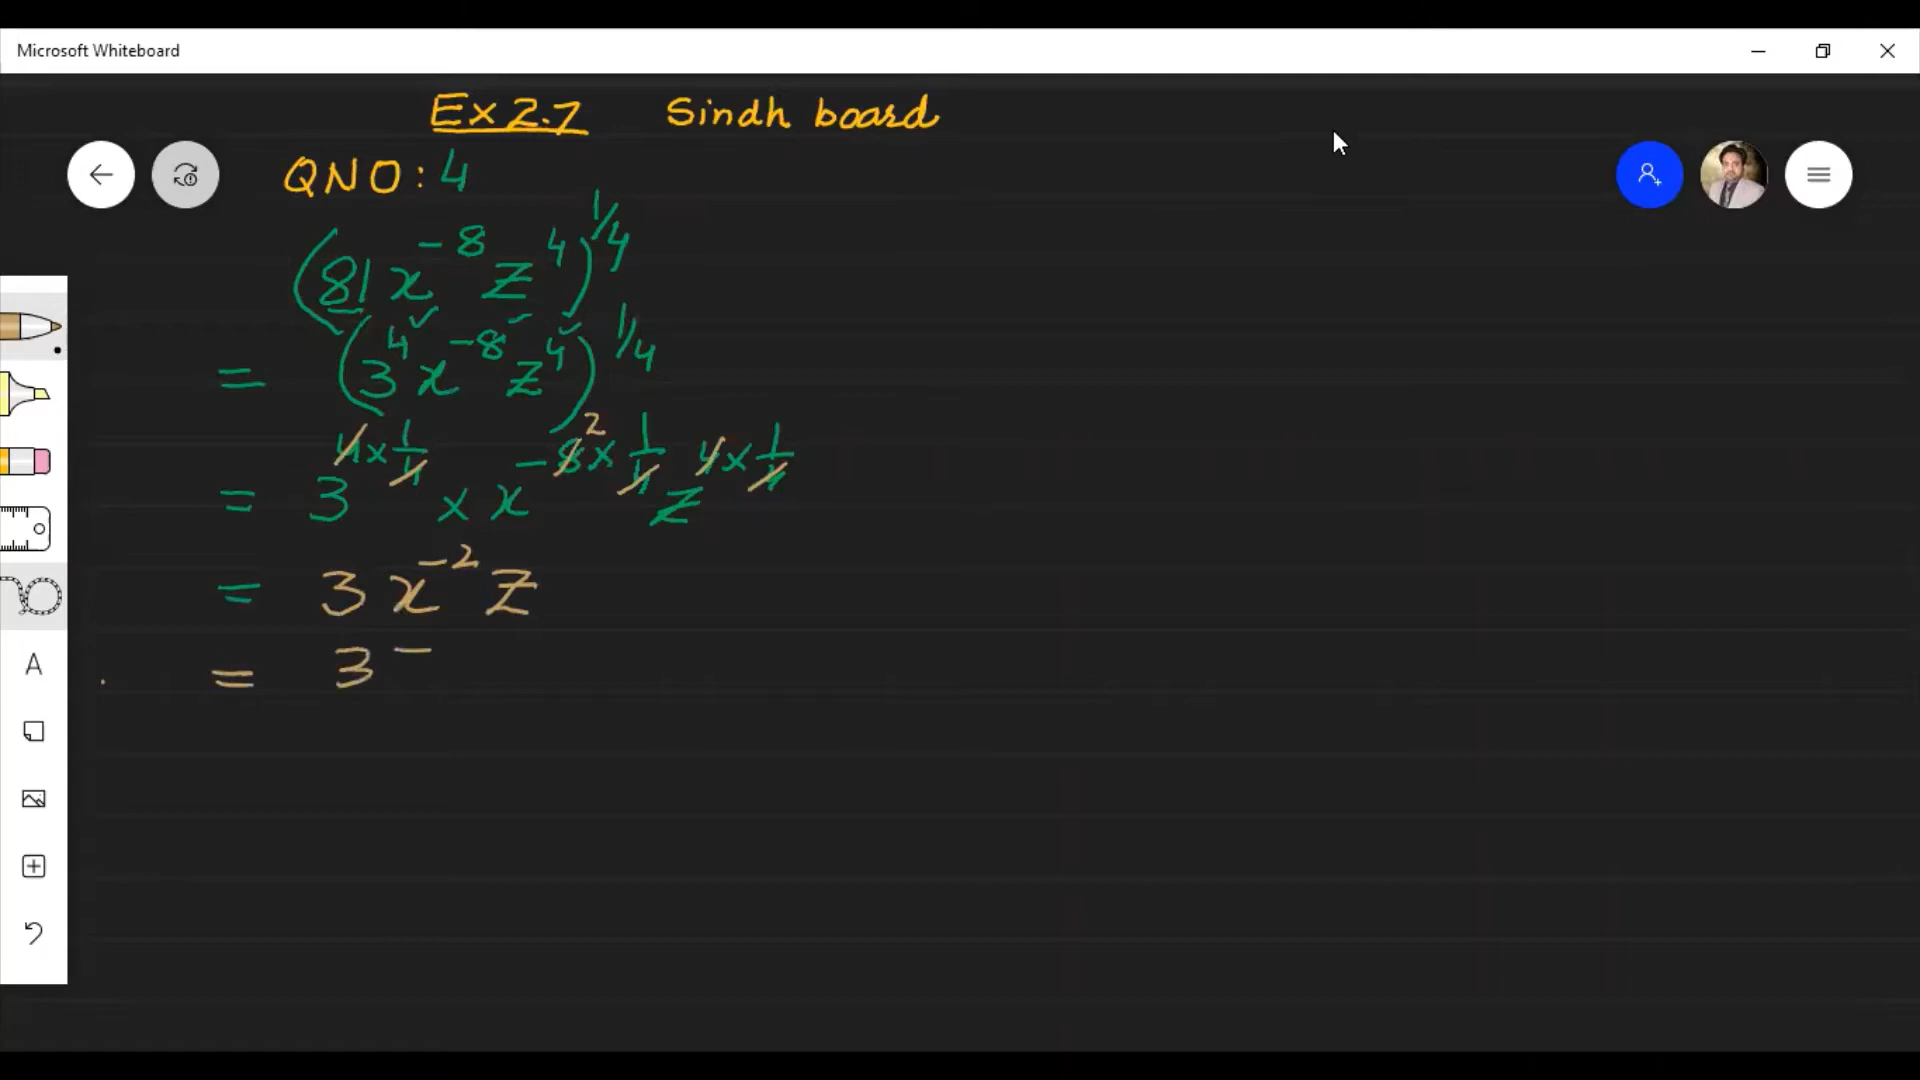 Microsoft Whiteboard
Ex 2.7 Sindh board
QNO: 4
(81 x^-8 z^4)^1/4
= (3^4 x^-8 z^4)^1/4
= 3^4×1/4 × x^-8×1/4 z^4×1/4
2
= 3 x^-2 z
= 3 -
A